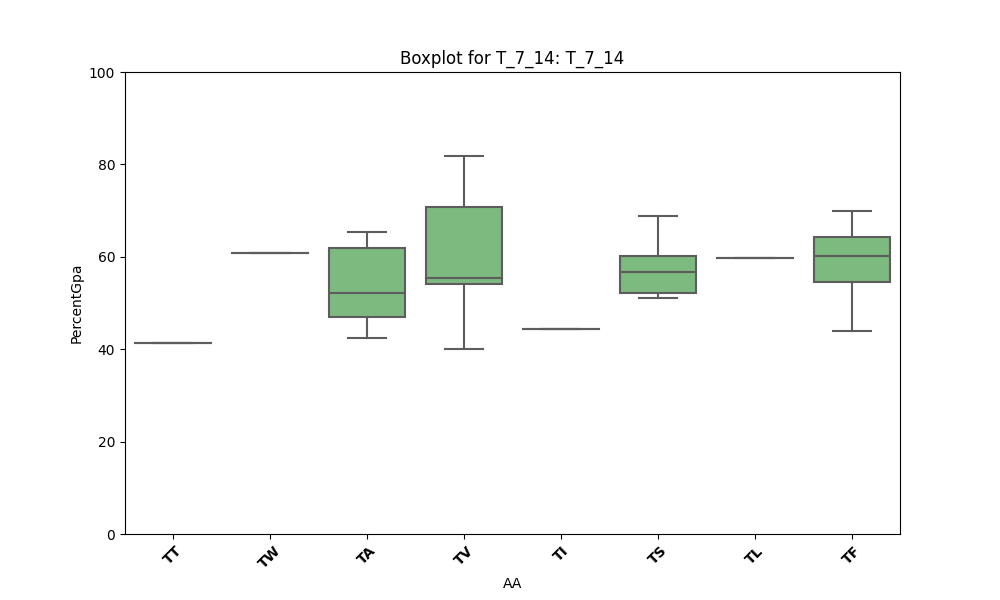 Boxplot for T_7_14: T_7_14
100
80
60
40
20
0
PercentGpa
TT
TW
TA
TV
TI
TS
TL
TF
AA